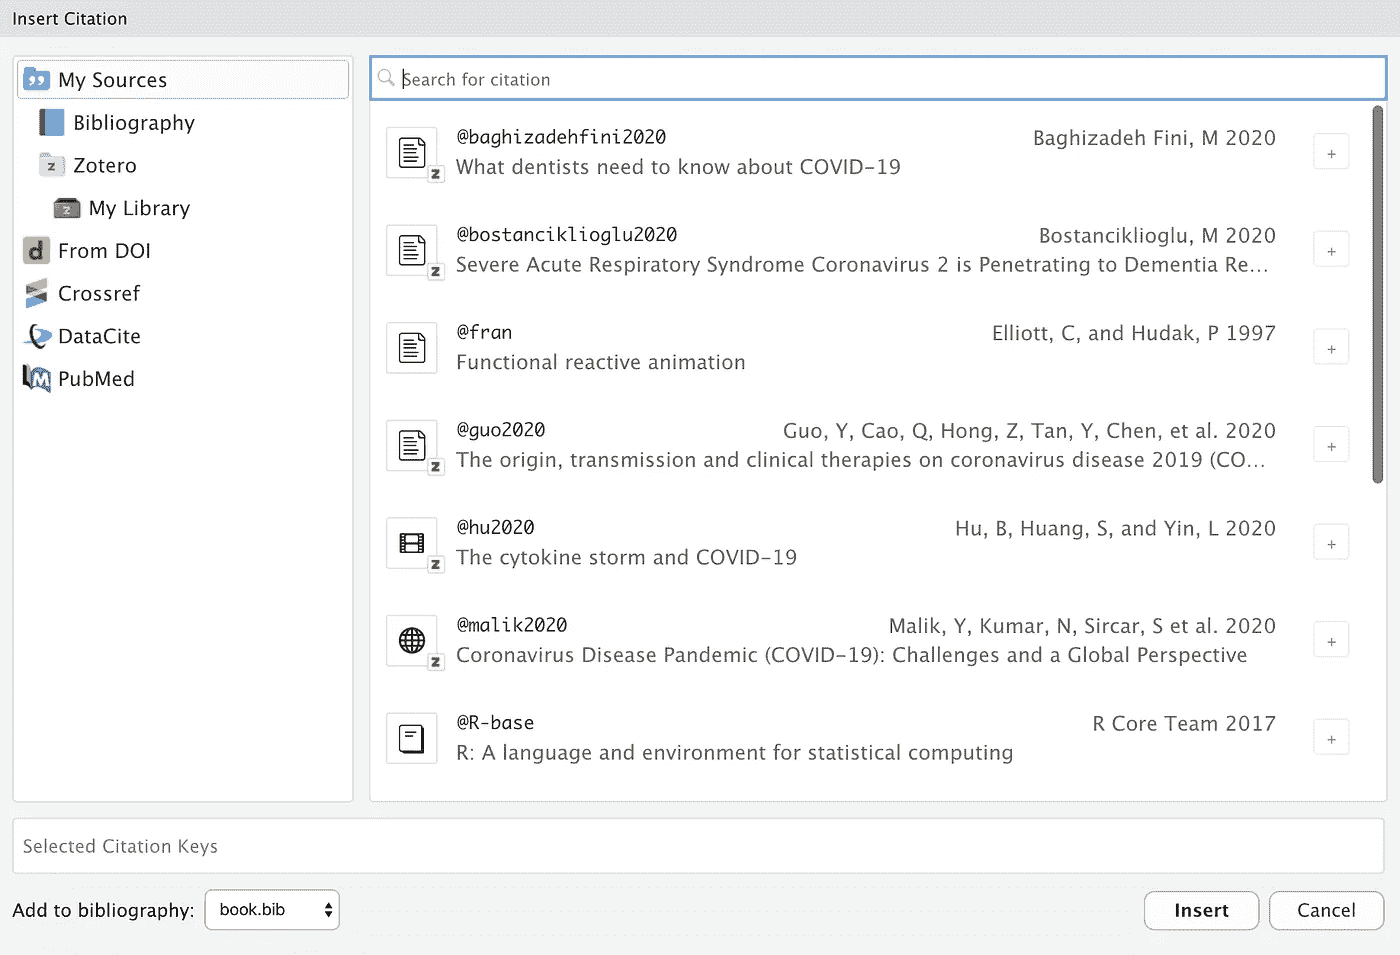 Insert Citation
My Sources
Bibliography
Zotero
My Library
From DOI
Crossref
DataCite
PubMed
Search for citation
@baghizadehfini2020 Baghizadeh Fini, M 2020
What dentists need to know about COVID-19
@bostanciklioglu2020 Bostanciklioglu, M 2020
Severe Acute Respiratory Syndrome Coronavirus 2 is Penetrating to Dementia Re...
@fran Elliott, C, and Hudak, P 1997
Functional reactive animation
@guo2020 Guo, Y, Cao, Q, Hong, Z, Tan, Y, Chen, et al. 2020
The origin, transmission and clinical therapies on coronavirus disease 2019 (CO...
@hu2020 Hu, B, Huang, S, and Yin, L 2020
The cytokine storm and COVID-19
@malik2020 Malik, Y, Kumar, N, Sircar, S et al. 2020
Coronavirus Disease Pandemic (COVID-19): Challenges and a Global Perspective
@R-base R Core Team 2017
R: A language and environment for statistical computing
Selected Citation Keys
Add to bibliography: book.bib Insert Cancel